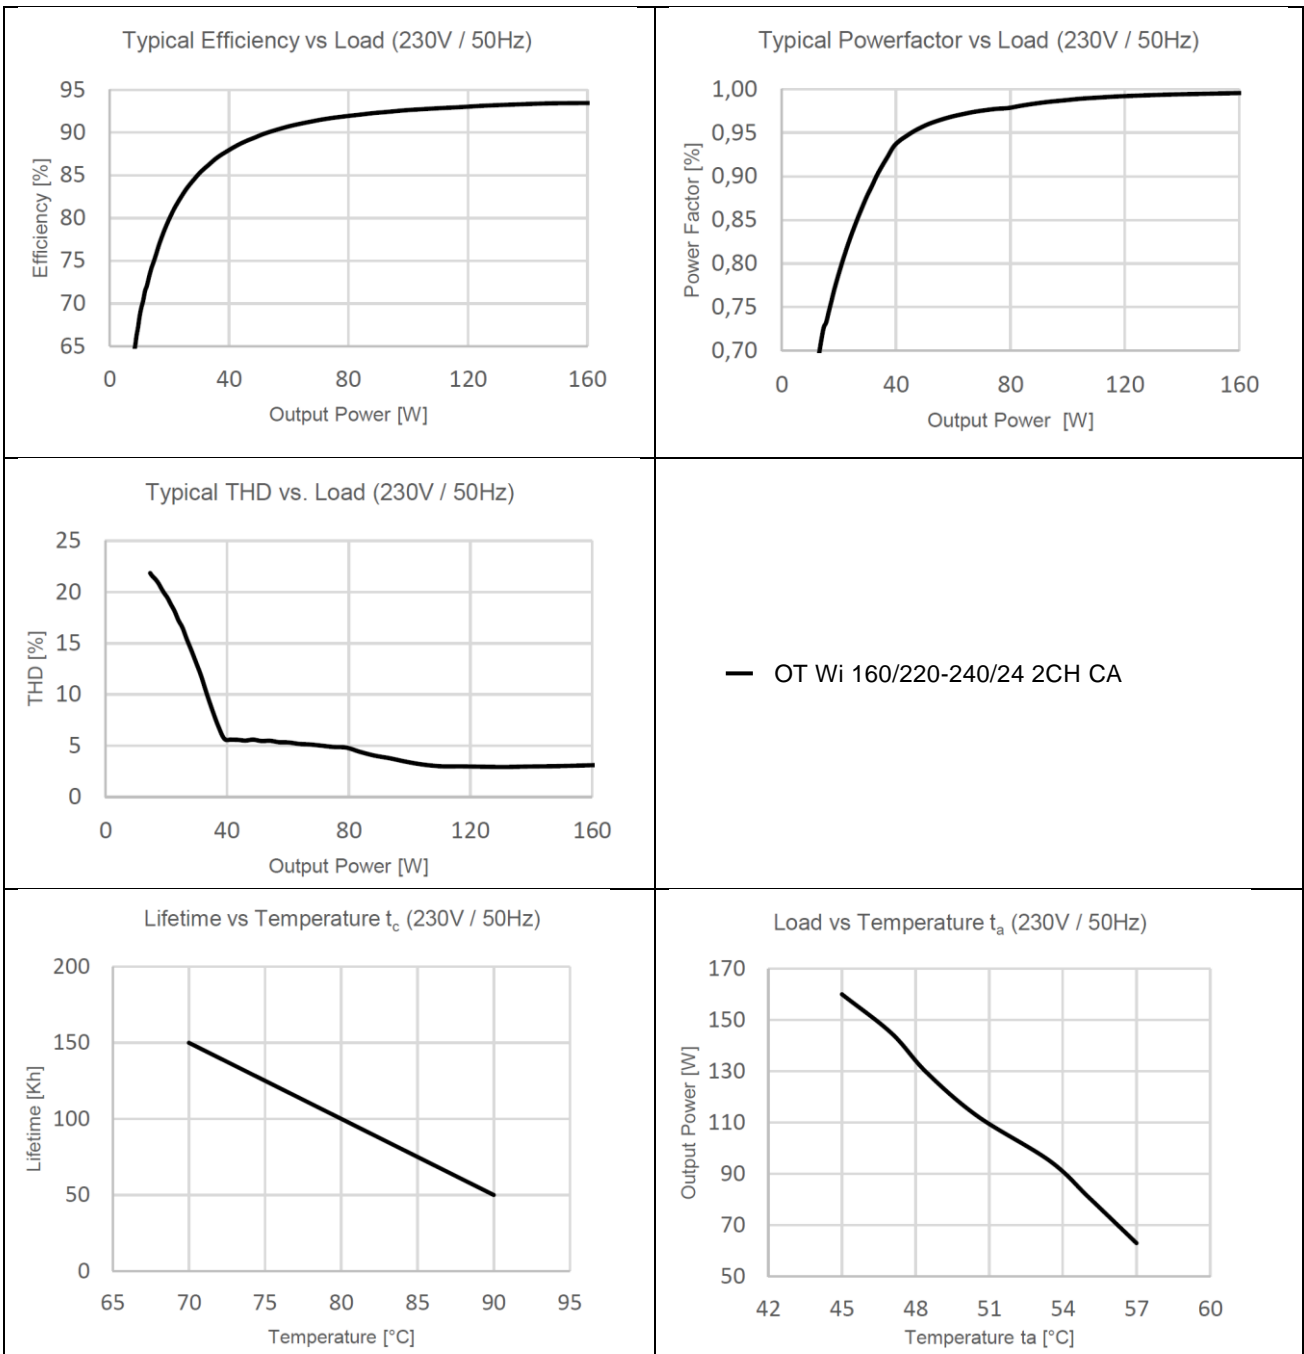 Typical Efficiency vs Load (230V / 50Hz)
95
90
85
80
75
70
65
Efficiency [%]
0 40 80 120 160
Output Power [W]
Typical Powerfactor vs Load (230V / 50Hz)
1,00
0,95
0,90
0,85
0,80
0,75
0,70
Power Factor [%]
0 40 80 120 160
Output Power [W]
Typical THD vs. Load (230V / 50Hz)
25
20
15
10
5
0
THD [%]
0 40 80 120 160
Output Power [W]
OT Wi 160/220-240/24 2CH CA
Lifetime vs Temperature tc (230V / 50Hz)
200
150
100
50
0
Lifetime [Kh]
65 70 75 80 85 90 95
Temperature [°C]
Load vs Temperature ta (230V / 50Hz)
170
150
130
110
90
70
50
Output Power [W]
42 45 48 51 54 57 60
Temperature ta [°C]